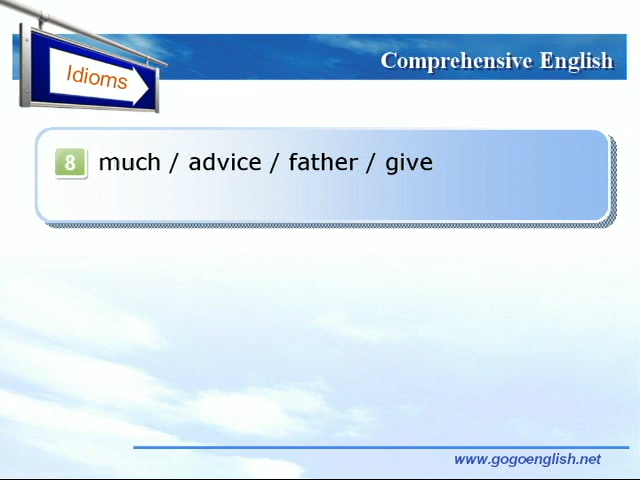 Idioms
Comprehensive English
8 much / advice / father / give
www.gogoenglish.net